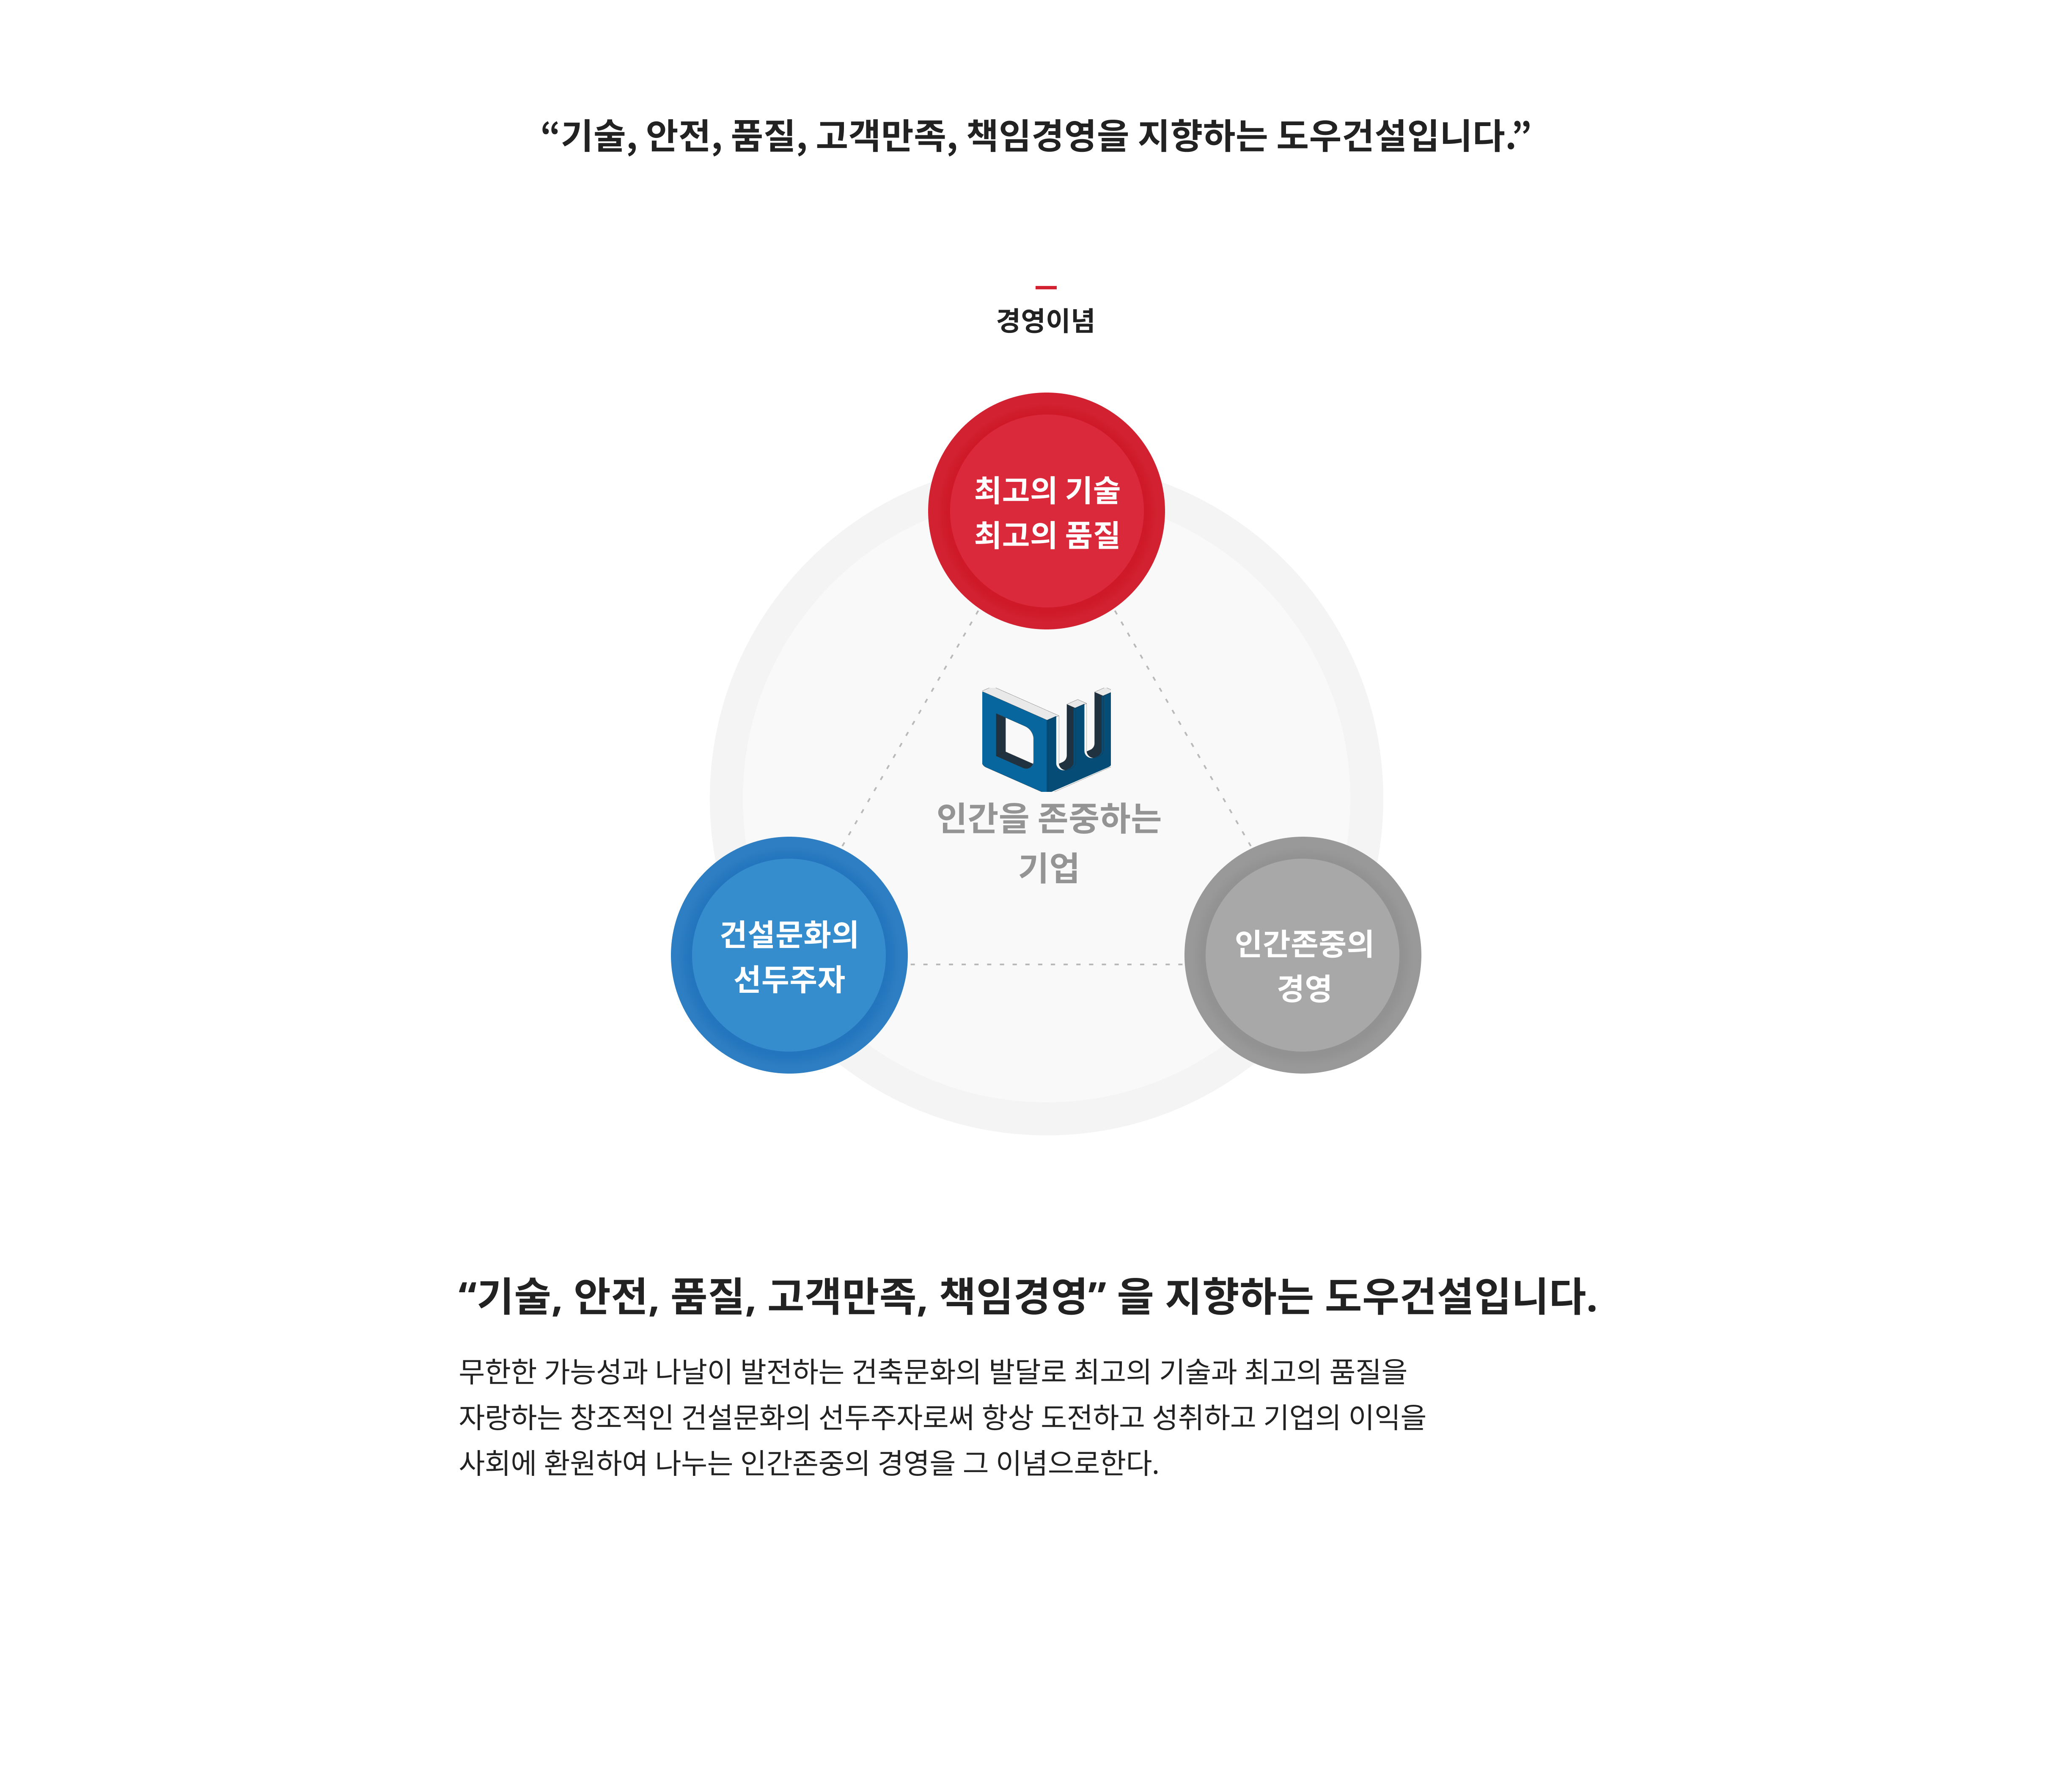 “기술, 안전, 품질, 고객만족, 책임경영을 지향하는 도우건설입니다.”
경영이념
최고의 기술
최고의 품질
DW
인간을 존중하는
기업
건설문화의
선두주자
인간존중의
경영
“기술, 안전, 품질, 고객만족, 책임경영” 을 지향하는 도우건설입니다.
무한한 가능성과 나날이 발전하는 건축문화의 발달로 최고의 기술과 최고의 품질을
자랑하는 창조적인 건설문화의 선두주자로써 항상 도전하고 성취하고 기업의 이익을
사회에 환원하여 나누는 인간존중의 경영을 그 이념으로한다.